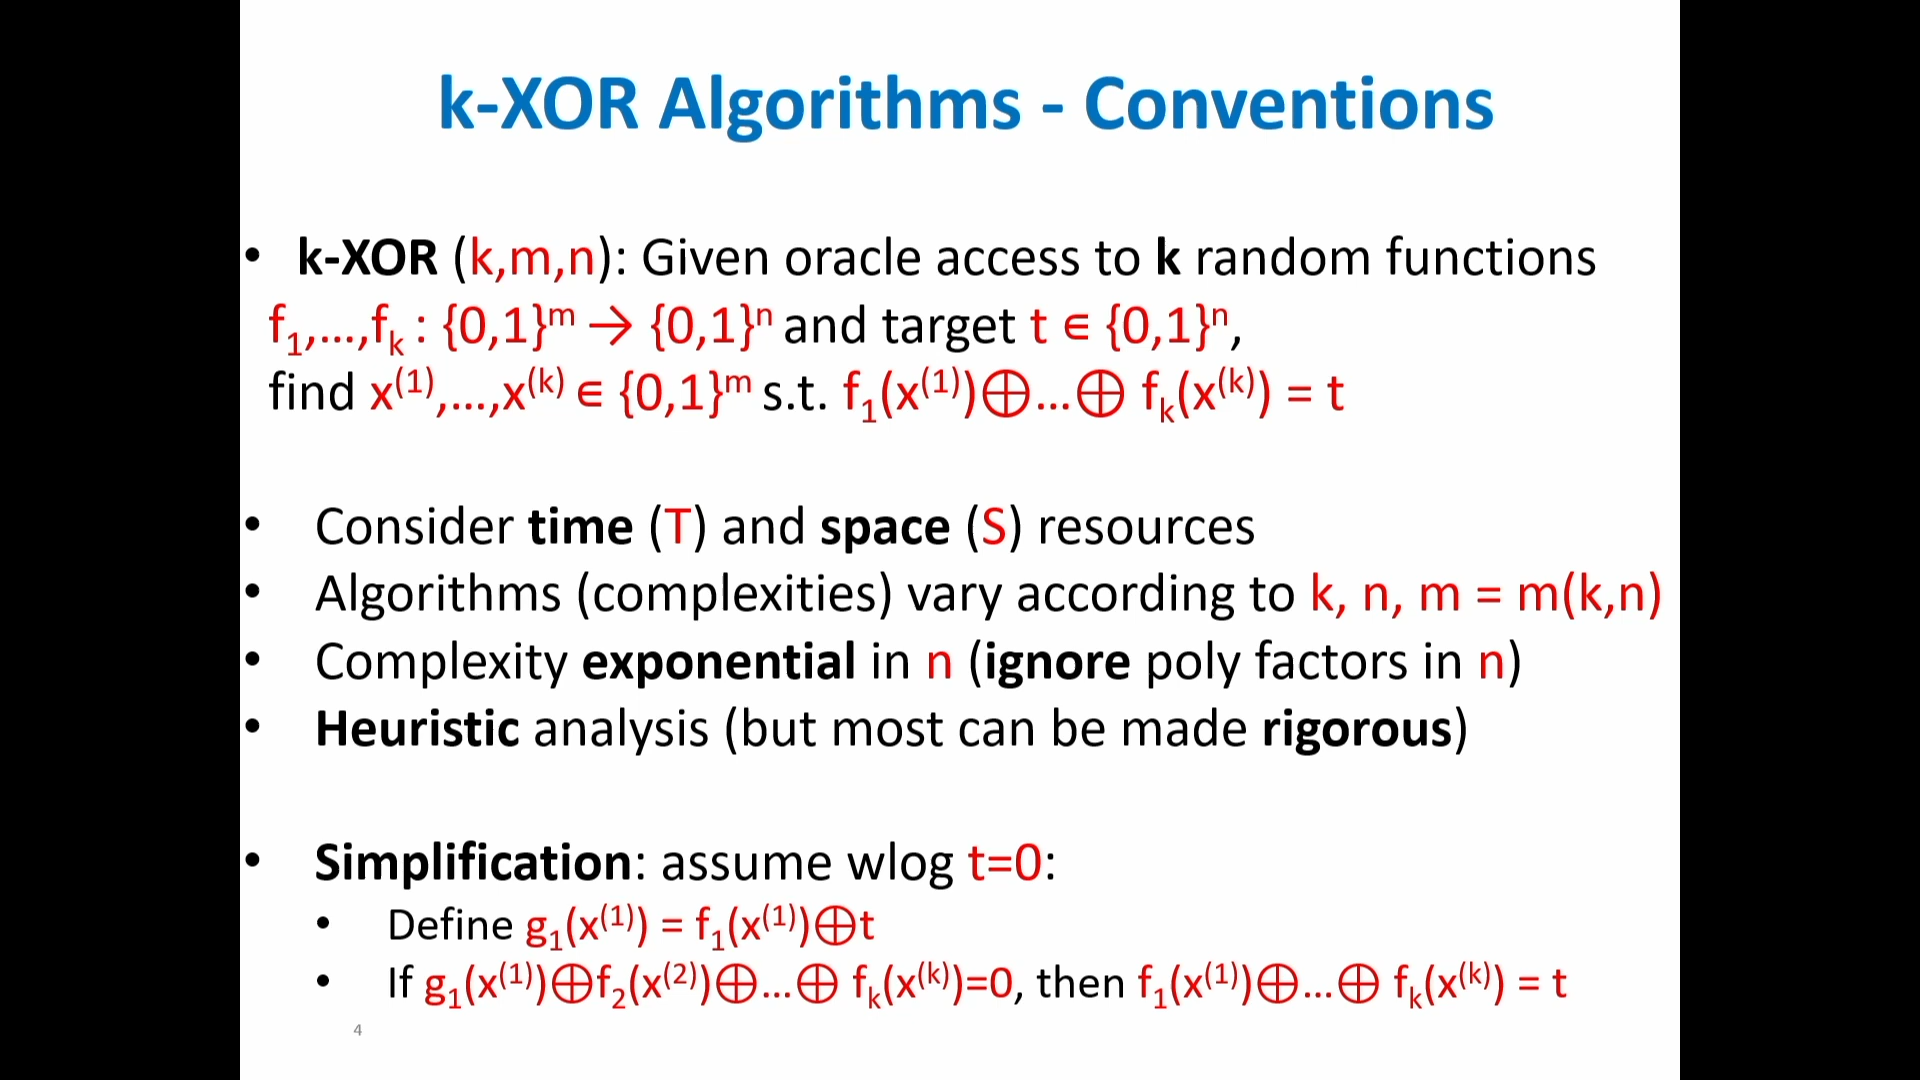 k-XOR Algorithms - Conventions
• k-XOR (k,m,n): Given oracle access to k random functions
f₁,…,fₖ : {0,1}ᵐ → {0,1}ⁿ and target t ∈ {0,1}ⁿ,
find x⁽¹⁾,…,x⁽ᵏ⁾ ∈ {0,1}ᵐ s.t. f₁(x⁽¹⁾)⊕…⊕ fₖ(x⁽ᵏ⁾) = t
• Consider time (T) and space (S) resources
• Algorithms (complexities) vary according to k, n, m = m(k,n)
• Complexity exponential in n (ignore poly factors in n)
• Heuristic analysis (but most can be made rigorous)
• Simplification: assume wlog t=0:
• Define g₁(x⁽¹⁾) = f₁(x⁽¹⁾)⊕t
• If g₁(x⁽¹⁾)⊕f₂(x⁽²⁾)⊕…⊕ fₖ(x⁽ᵏ⁾)=0, then f₁(x⁽¹⁾)⊕…⊕ fₖ(x⁽ᵏ⁾) = t
4